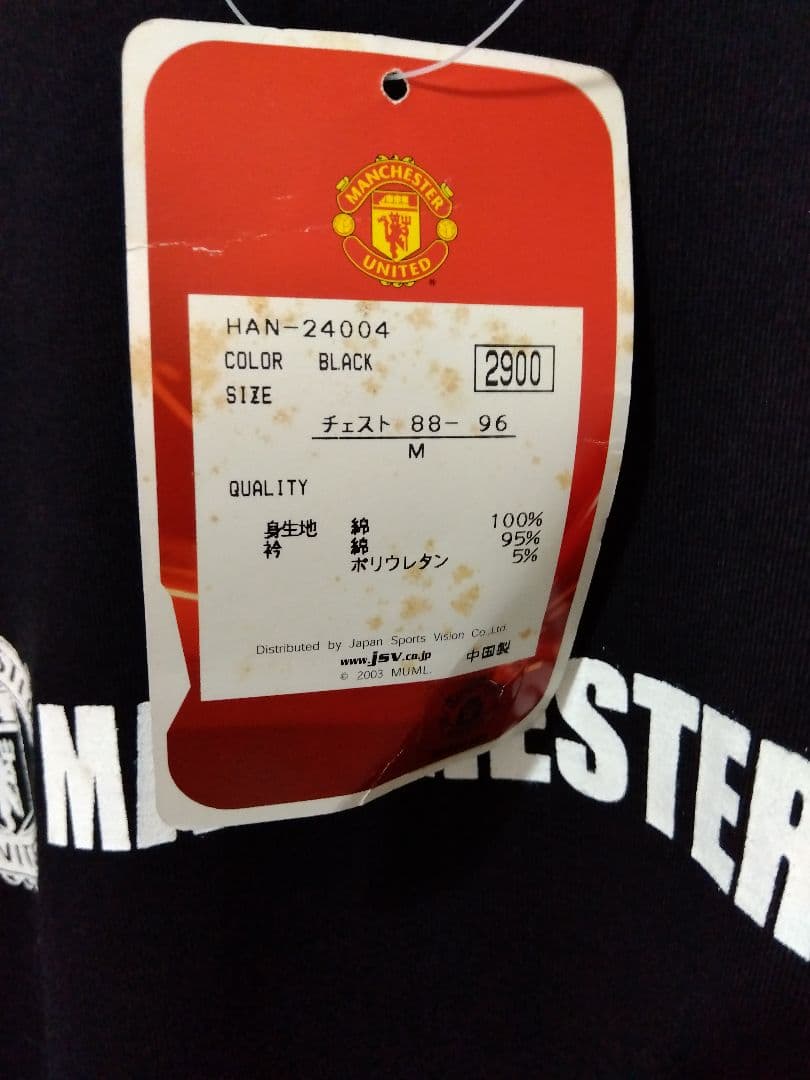 MANCHESTER
UNITED
HAN-24004
COLOR BLACK
2900
SIZE
チェスト 88- 96
M
QUALITY
身生地 綿 100%
衿 綿 95%
ポリウレタン 5%
Distributed by Japan Sports Vision Co.,Ltd.
www.jsv.co.jp 中国製
© 2003 MUML.
MA ESTER